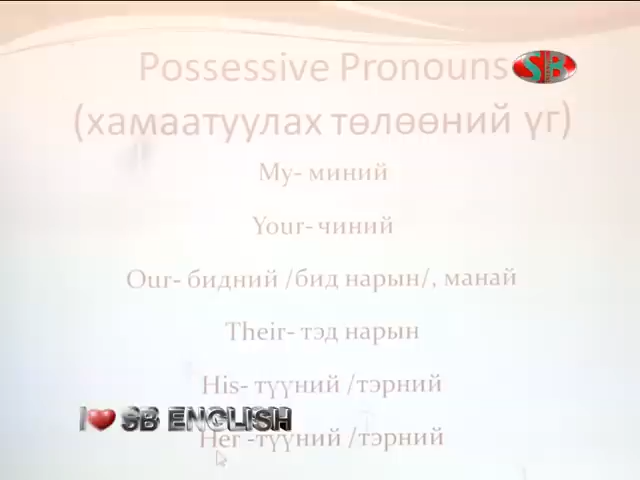 Possessive Pronouns
SB
(хамаатуулах төлөөний үг)
My- миний
Your- чиний
Our- бидний /бид нарын/, манай
Their- тэд нарын
His- түүний /тэрний
I ❤ SB ENGLISH
Her -түүний /тэрний